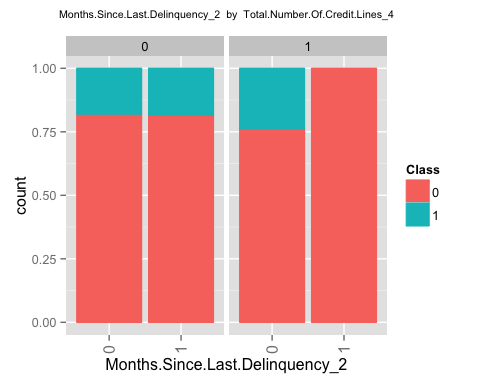 Months.Since.Last.Delinquency_2 by Total.Number.Of.Credit.Lines_4
0 1
1.00
0.75
0.50
0.25
0.00
count
0 1 0 1
Months.Since.Last.Delinquency_2
Class
0
1